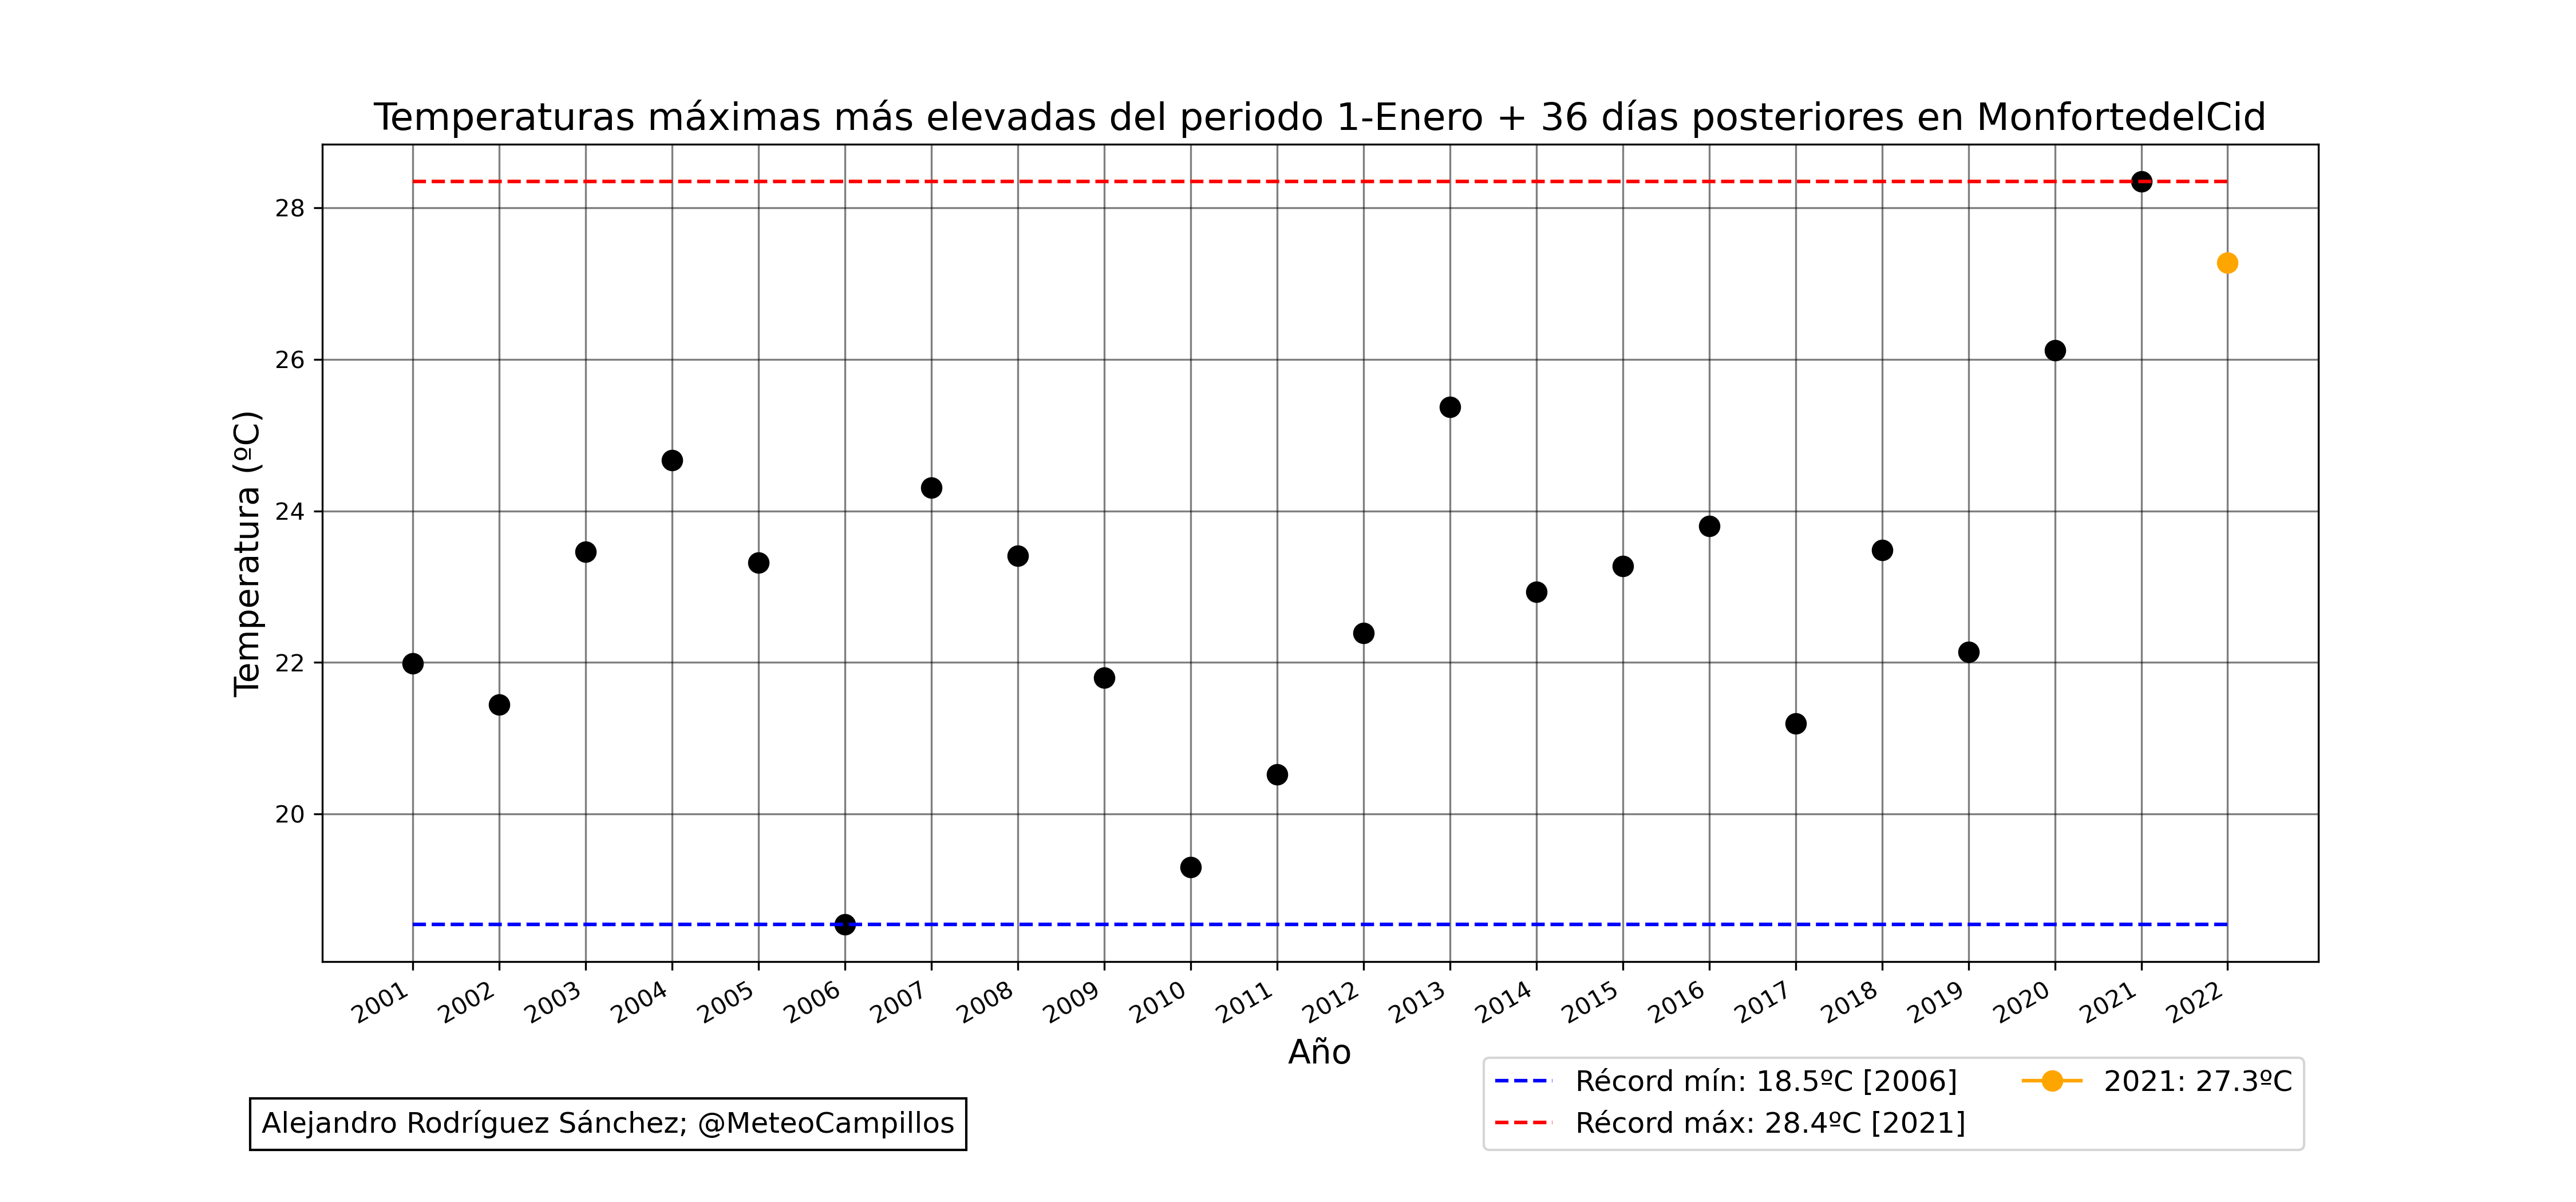 Temperaturas máximas más elevadas del periodo 1-Enero + 36 días posteriores en MonfortedelCid
Temperatura (ºC)
28
26
24
22
20
2001 2002 2003 2004 2005 2006 2007 2008 2009 2010 2011 2012 2013 2014 2015 2016 2017 2018 2019 2020 2021 2022
Año
Récord mín: 18.5ºC [2006]
Récord máx: 28.4ºC [2021]
2021: 27.3ºC
Alejandro Rodríguez Sánchez; @MeteoCampillos